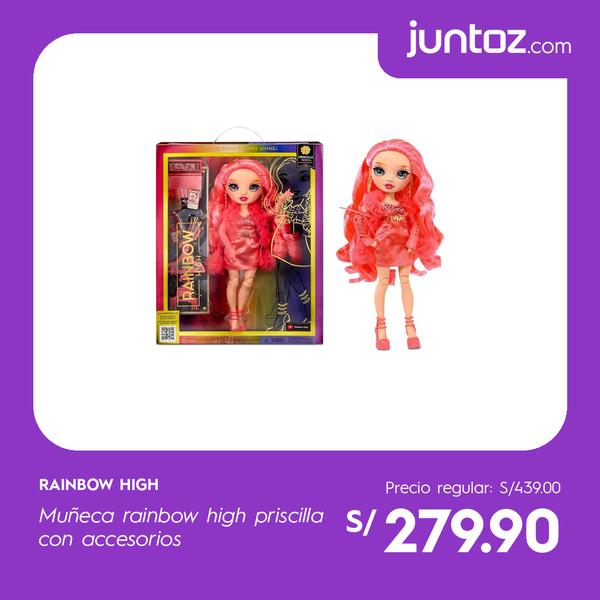 juntoz.com
RAINBOW
HIGH
RAINBOW HIGH
Precio regular: S/439.00
Muñeca rainbow high priscilla
con accesorios
S/ 279.90